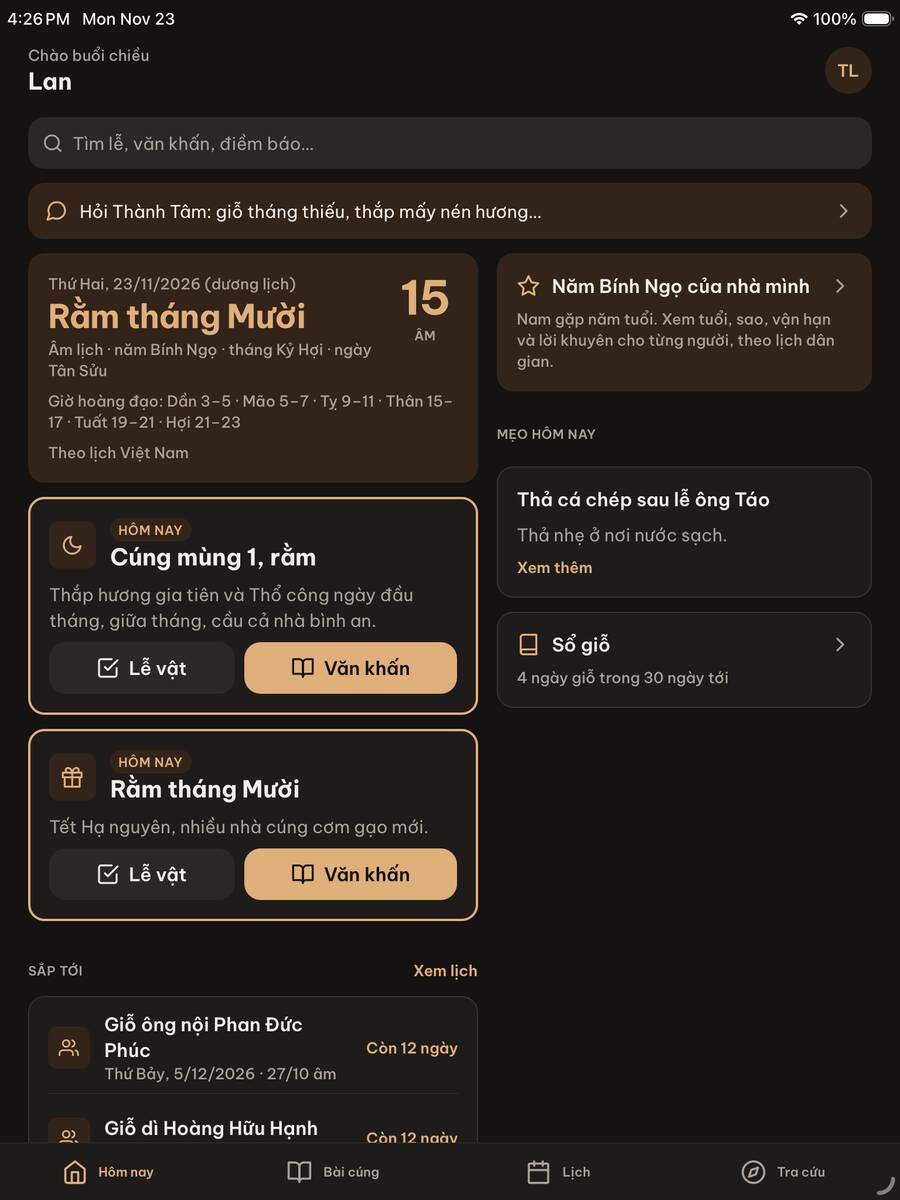 4:26 PM Mon Nov 23
100%
Chào buổi chiều
Lan
TL
Tìm lễ, văn khấn, điềm báo...
Hỏi Thành Tâm: giỗ tháng thiếu, thắp mấy nén hương...
Thứ Hai, 23/11/2026 (dương lịch)
Rằm tháng Mười
15
ÂM
Âm lịch · năm Bính Ngọ · tháng Kỷ Hợi · ngày
Tân Sửu
Giờ hoàng đạo: Dần 3–5 · Mão 5–7 · Tỵ 9–11 · Thân 15–
17 · Tuất 19–21 · Hợi 21–23
Theo lịch Việt Nam
HÔM NAY
Cúng mùng 1, rằm
Thắp hương gia tiên và Thổ công ngày đầu
tháng, giữa tháng, cầu cả nhà bình an.
Lễ vật
Văn khấn
HÔM NAY
Rằm tháng Mười
Tết Hạ nguyên, nhiều nhà cúng cơm gạo mới.
Lễ vật
Văn khấn
SẮP TỚI
Xem lịch
Giỗ ông nội Phan Đức
Phúc
Thứ Bảy, 5/12/2026 · 27/10 âm
Còn 12 ngày
Giỗ dì Hoàng Hữu Hạnh
Còn 12 ngày
Năm Bính Ngọ của nhà mình
Nam gặp năm tuổi. Xem tuổi, sao, vận hạn
và lời khuyên cho từng người, theo lịch dân
gian.
MẸO HÔM NAY
Thả cá chép sau lễ ông Táo
Thả nhẹ ở nơi nước sạch.
Xem thêm
Sổ giỗ
4 ngày giỗ trong 30 ngày tới
Hôm nay
Bài cúng
Lịch
Tra cứu